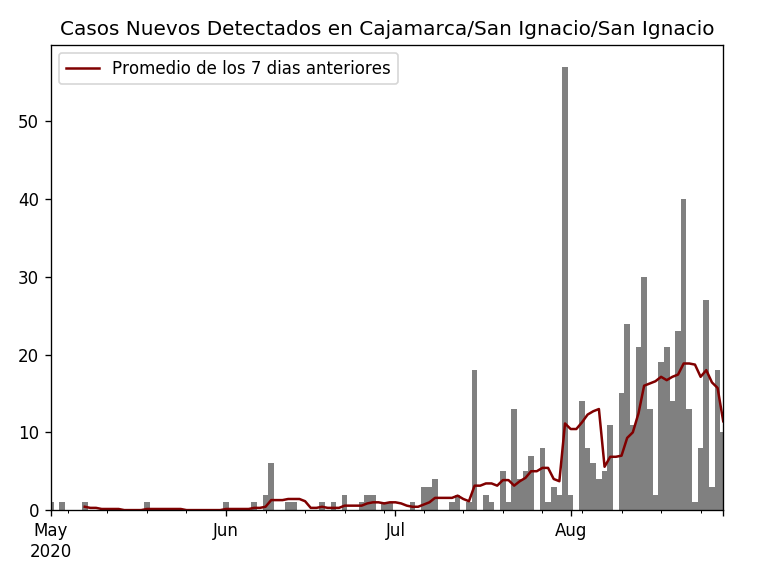 Casos Nuevos Detectados en Cajamarca/San Ignacio/San Ignacio
Promedio de los 7 dias anteriores
50
40
30
20
10
0
May Jun Jul Aug
2020